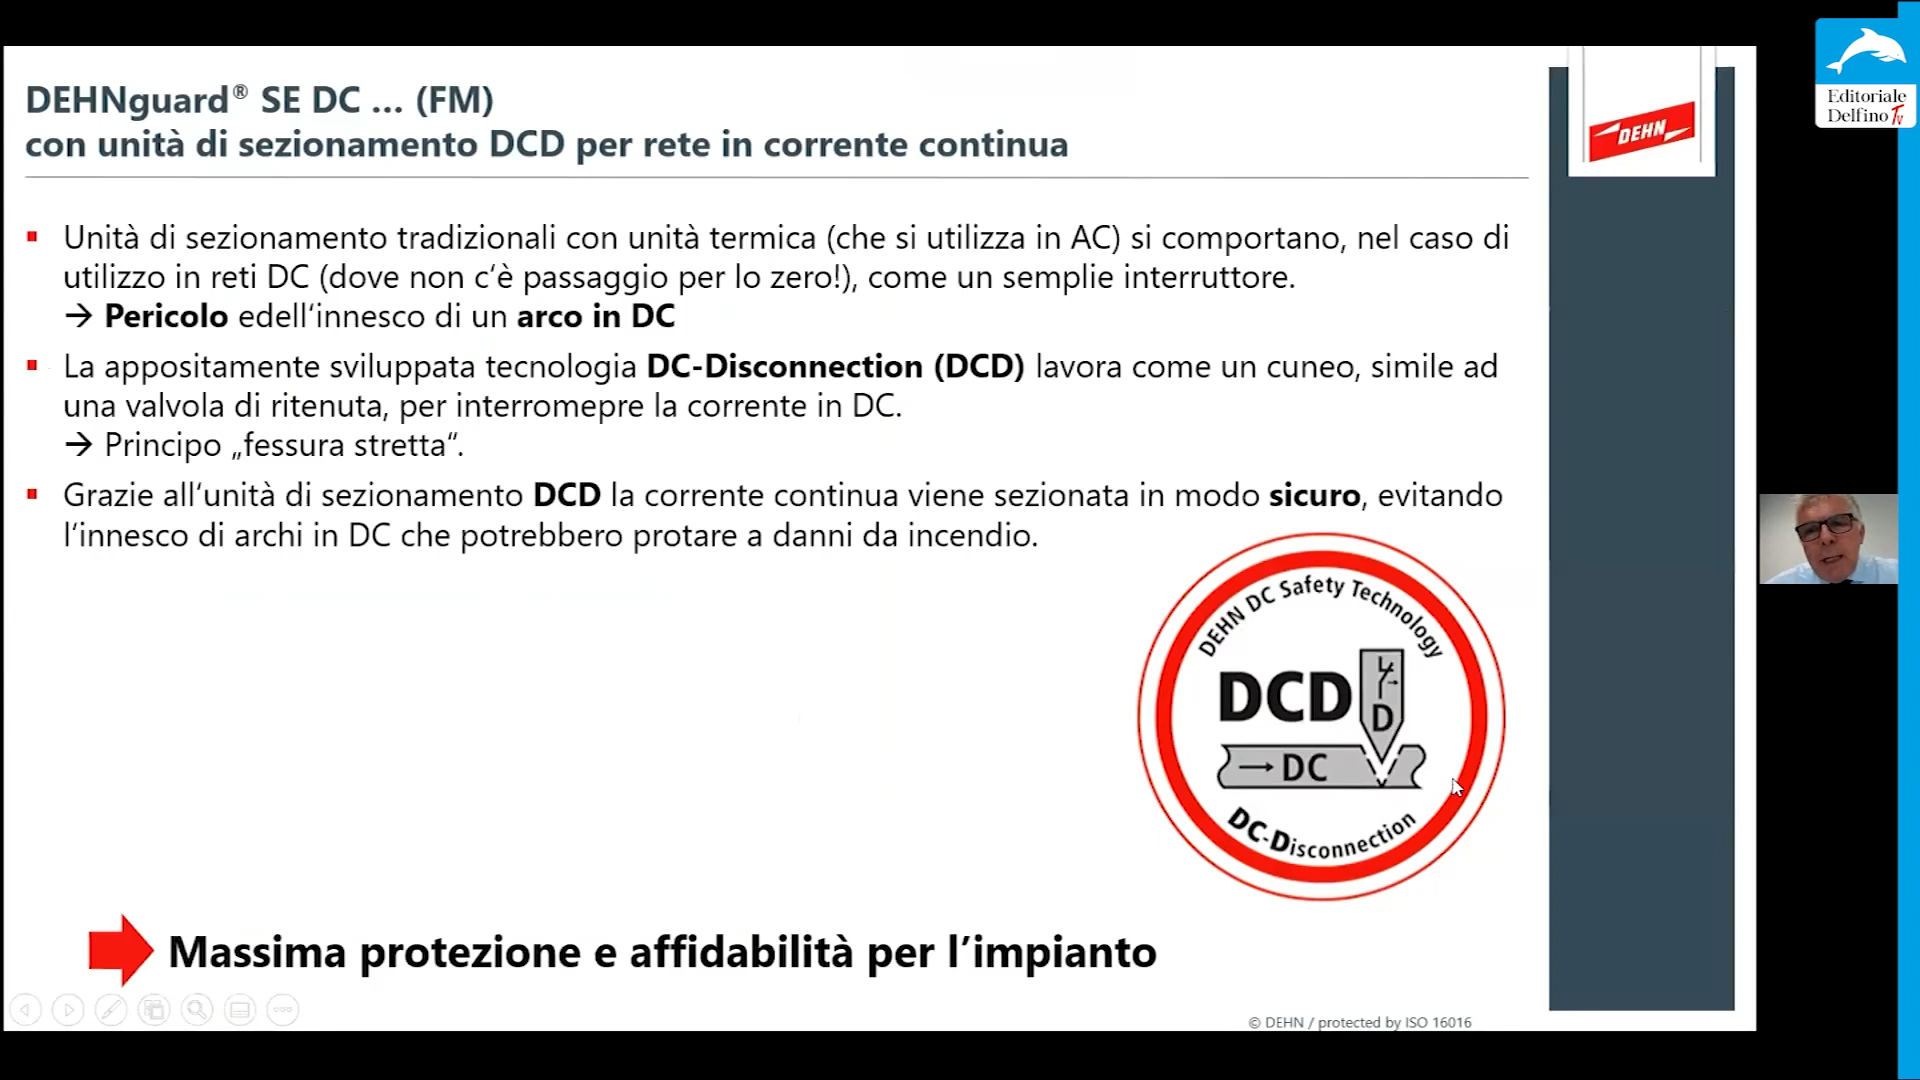 DEHNguard® SE DC ... (FM)
con unità di sezionamento DCD per rete in corrente continua
DEHN
Editoriale
Delfino Tv
Unità di sezionamento tradizionali con unità termica (che si utilizza in AC) si comportano, nel caso di
utilizzo in reti DC (dove non c‘è passaggio per lo zero!), come un semplie interruttore.
→ Pericolo edell‘innesco di un arco in DC
La appositamente sviluppata tecnologia DC-Disconnection (DCD) lavora come un cuneo, simile ad
una valvola di ritenuta, per interromepre la corrente in DC.
→ Principo „fessura stretta“.
Grazie all‘unità di sezionamento DCD la corrente continua viene sezionata in modo sicuro, evitando
l‘innesco di archi in DC che potrebbero protare a danni da incendio.
DEHN DC Safety Technology
DCD
D
→ DC
DC-Disconnection
Massima protezione e affidabilità per l’impianto
© DEHN / protected by ISO 16016